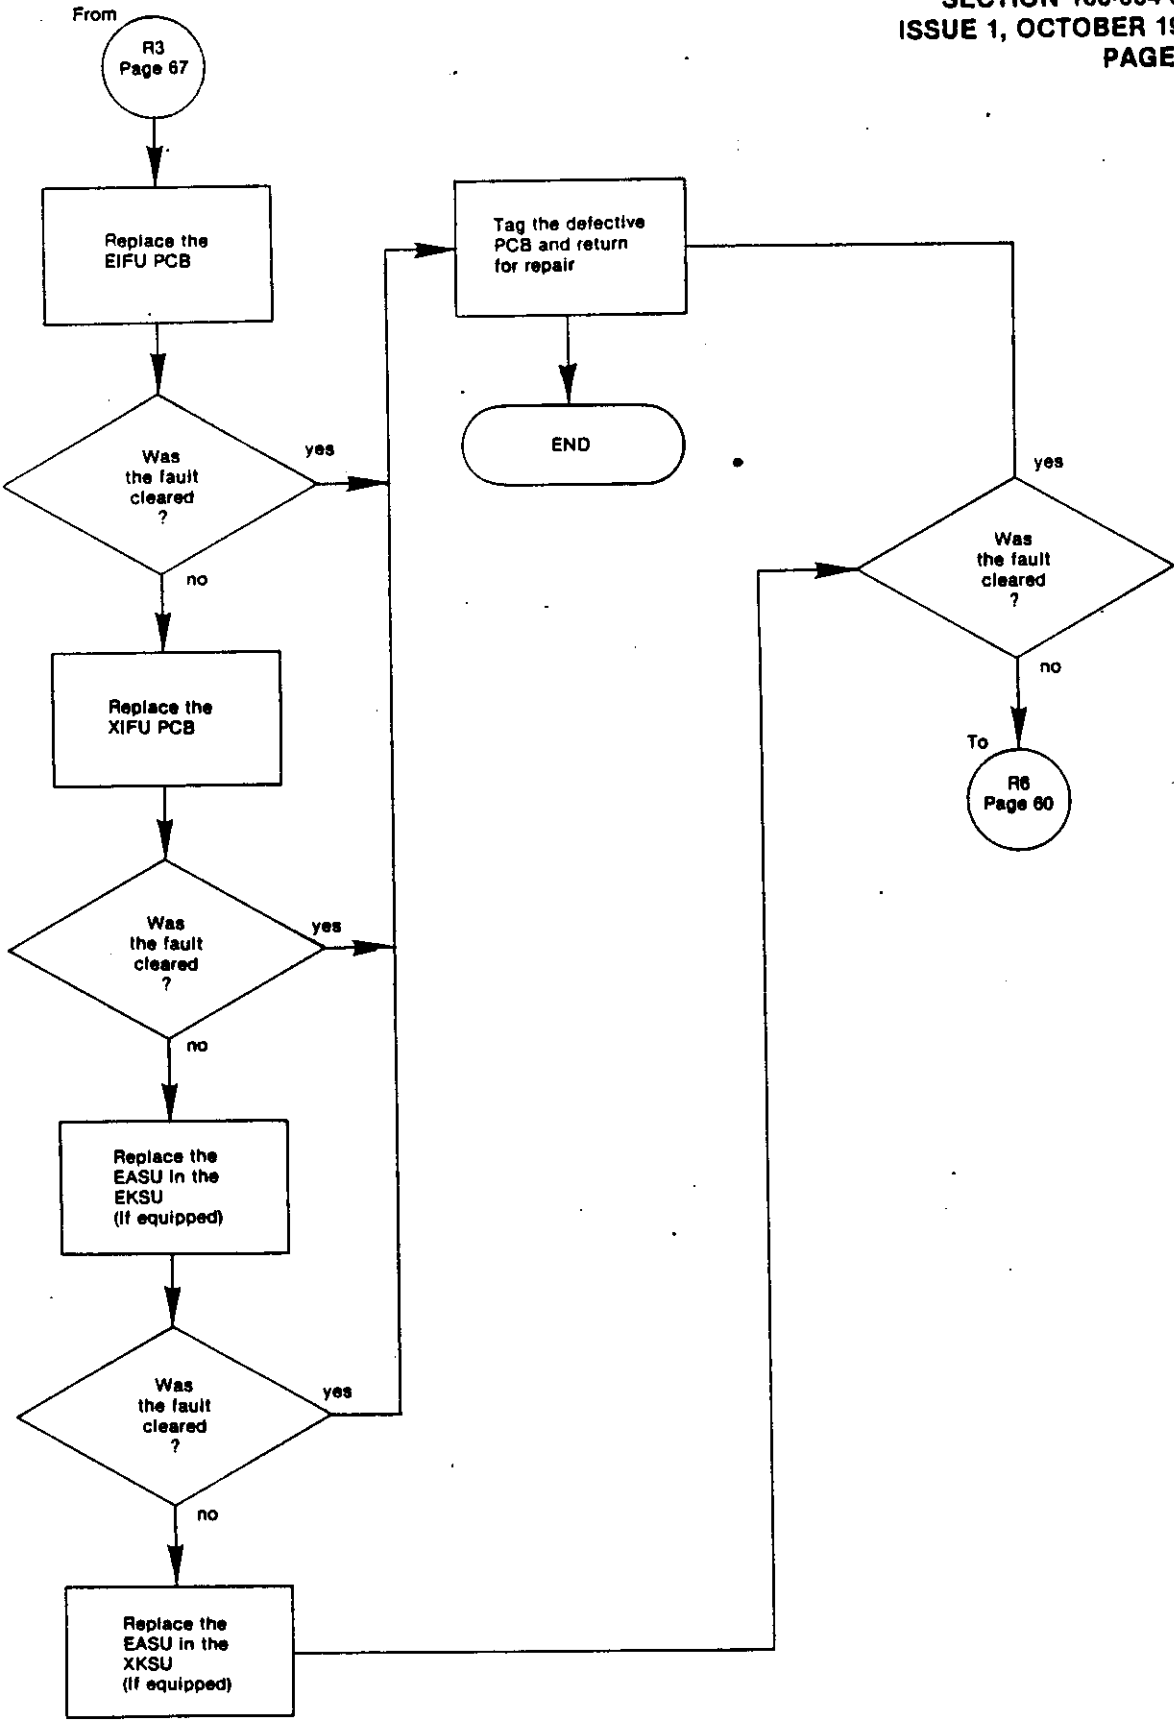 ISSUE 1, OCTOBER
PAGE
From
R3
Page 67
Replace the
EIFU PCB
Was
the fault
cleared
?
yes
no
Replace the
XIFU PCB
Was
the fault
cleared
?
yes
no
Replace the
EASU in the
EKSU
(If equipped)
Was
the fault
cleared
?
yes
no
Replace the
EASU in the
XKSU
(If equipped)
Tag the defective
PCB and return
for repair
END
yes
Was
the fault
cleared
?
no
To
R6
Page 60